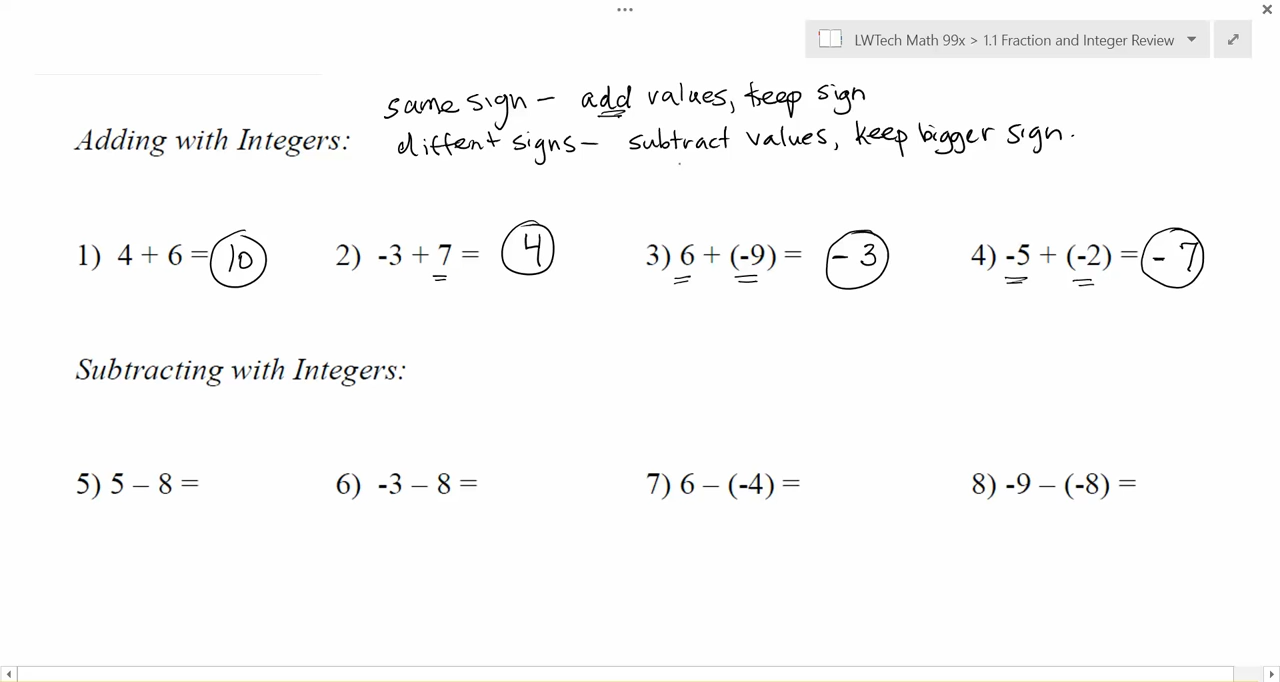 LWTech Math 99x > 1.1 Fraction and Integer Review
same sign - add values, keep sign
Adding with Integers:
diffent signs - subtract values, keep bigger sign.
1) 4 + 6 = 10 2) -3 + 7 = 4 3) 6 + (-9) = -3 4) -5 + (-2) = -7
Subtracting with Integers:
5) 5 – 8 = 6) -3 – 8 = 7) 6 – (-4) = 8) -9 – (-8) =